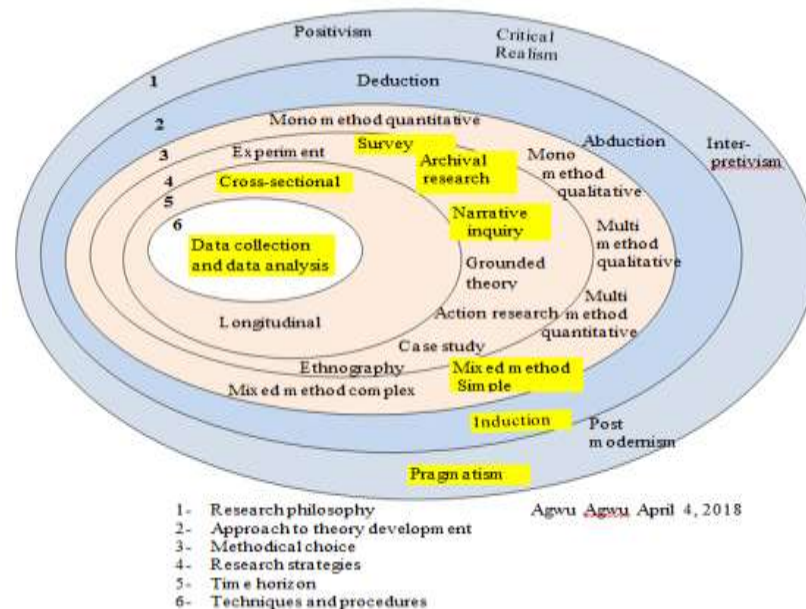 Positivism
Critical
Realism
1
Deduction
2
Mono method quantitative
Abduction
Inter-
pretivism
3
Experiment
Survey
Archival
research
Mono
method
qualitative
4
Cross-sectional
5
6
Narrative
inquiry
Multi
method
qualitative
Data collection
and data analysis
Grounded
theory
Multi
method
quantitative
Longitudinal
Action research
Case study
Ethnography
Mixed method
Simple
Mixed method complex
Induction
Post
modernism
Pragmatism
1- Research philosophy
Agwu Agwu April 4, 2018
2- Approach to theory development
3- Methodical choice
4- Research strategies
5- Time horizon
6- Techniques and procedures